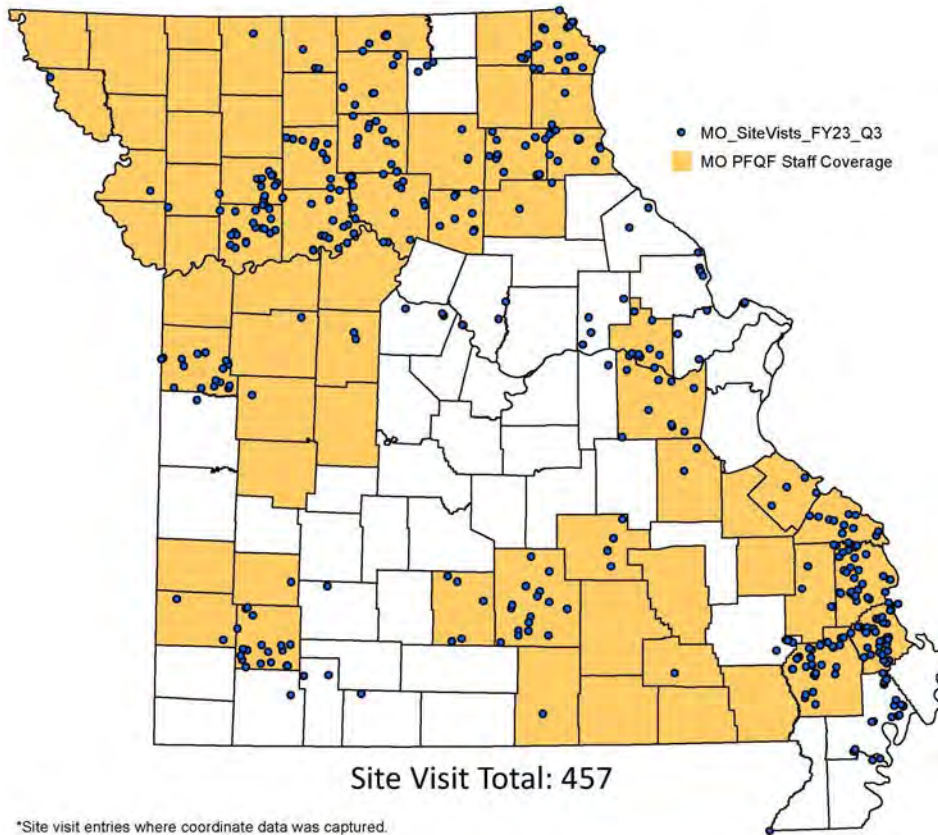 MO_SiteVists_FY23_Q3
MO PFQF Staff Coverage
Site Visit Total: 457
*Site visit entries where coordinate data was captured.